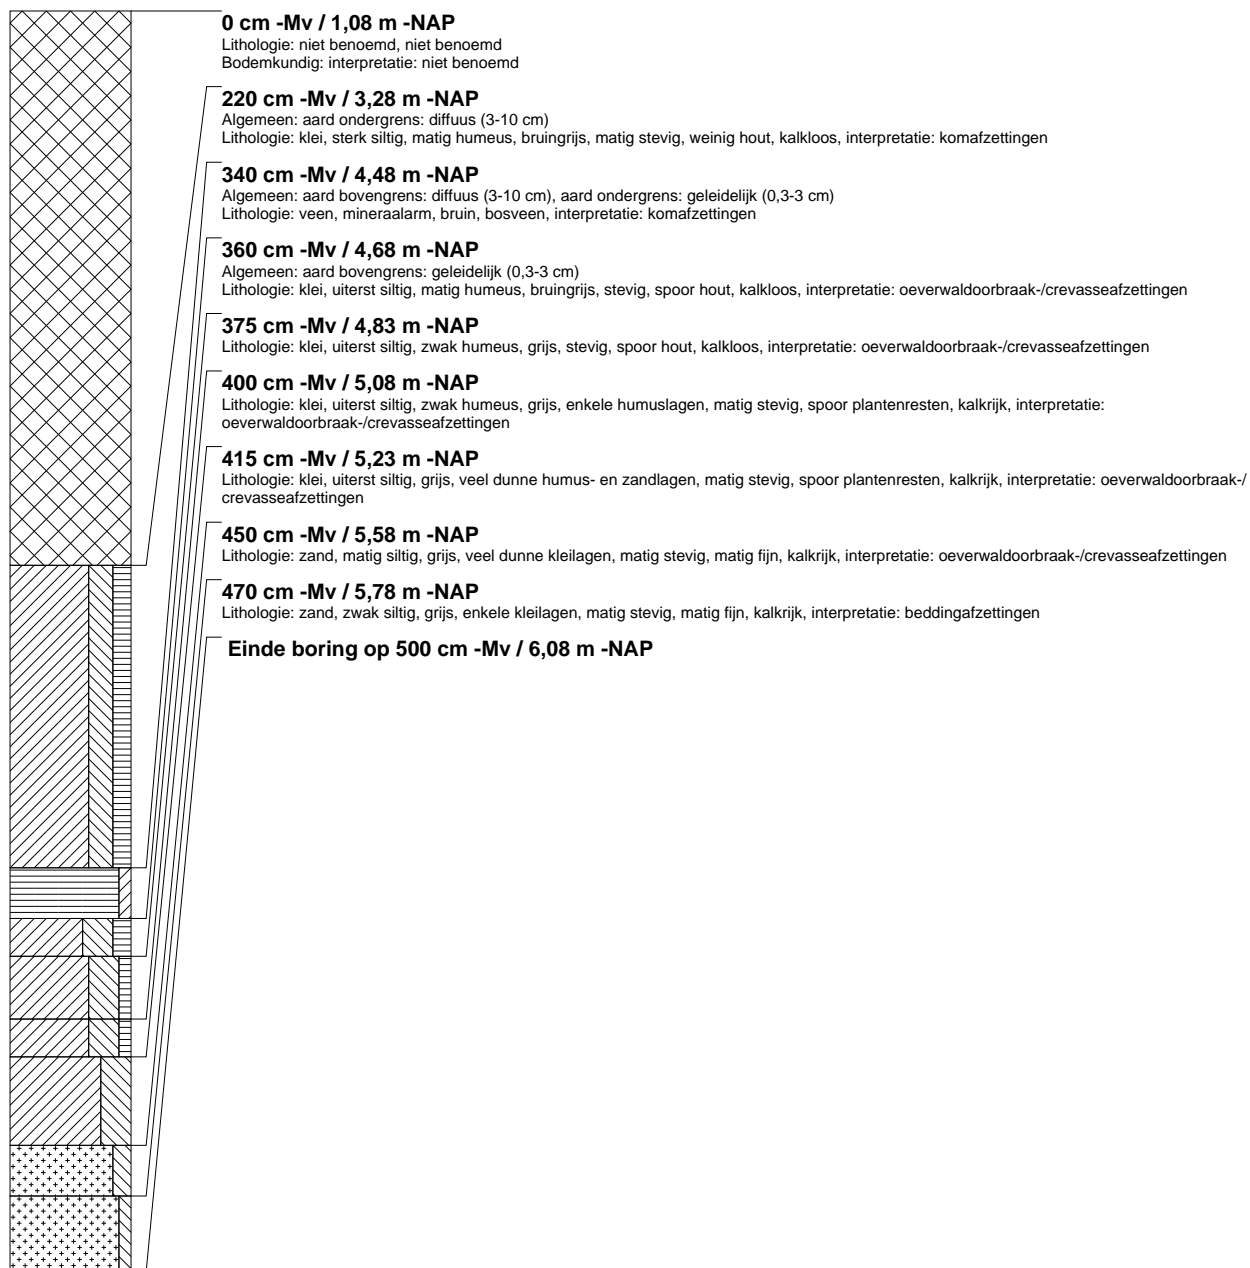 0 cm -Mv / 1,08 m -NAP
Lithologie: niet benoemd, niet benoemd
Bodemkundig: interpretatie: niet benoemd
220 cm -Mv / 3,28 m -NAP
Algemeen: aard ondergrens: diffuus (3-10 cm)
Lithologie: klei, sterk siltig, matig humeus, bruingrijs, matig stevig, weinig hout, kalkloos, interpretatie: komafzettingen
340 cm -Mv / 4,48 m -NAP
Algemeen: aard bovengrens: diffuus (3-10 cm), aard ondergrens: geleidelijk (0,3-3 cm)
Lithologie: veen, mineraalarm, bruin, bosveen, interpretatie: komafzettingen
360 cm -Mv / 4,68 m -NAP
Algemeen: aard bovengrens: geleidelijk (0,3-3 cm)
Lithologie: klei, uiterst siltig, matig humeus, bruingrijs, stevig, spoor hout, kalkloos, interpretatie: oeverwaldoorbraak-/crevasseafzettingen
375 cm -Mv / 4,83 m -NAP
Lithologie: klei, uiterst siltig, zwak humeus, grijs, stevig, spoor hout, kalkloos, interpretatie: oeverwaldoorbraak-/crevasseafzettingen
400 cm -Mv / 5,08 m -NAP
Lithologie: klei, uiterst siltig, zwak humeus, grijs, enkele humuslagen, matig stevig, spoor plantenresten, kalkrijk, interpretatie:
oeverwaldoorbraak-/crevasseafzettingen
415 cm -Mv / 5,23 m -NAP
Lithologie: klei, uiterst siltig, grijs, veel dunne humus- en zandlagen, matig stevig, spoor plantenresten, kalkrijk, interpretatie: oeverwaldoorbraak-/
crevasseafzettingen
450 cm -Mv / 5,58 m -NAP
Lithologie: zand, matig siltig, grijs, veel dunne kleilagen, matig stevig, matig fijn, kalkrijk, interpretatie: oeverwaldoorbraak-/crevasseafzettingen
470 cm -Mv / 5,78 m -NAP
Lithologie: zand, zwak siltig, grijs, enkele kleilagen, matig stevig, matig fijn, kalkrijk, interpretatie: beddingafzettingen
Einde boring op 500 cm -Mv / 6,08 m -NAP